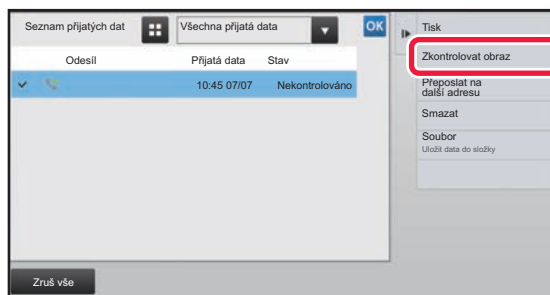 Seznam přijatých dat
Všechna přijatá data
OK
Odesíl Přijatá data Stav
10:45 07/07 Nekontrolováno
Zruš vše
Tisk
Zkontrolovat obraz
Přeposlat na
další adresu
Smazat
Soubor
Uložit data do složky